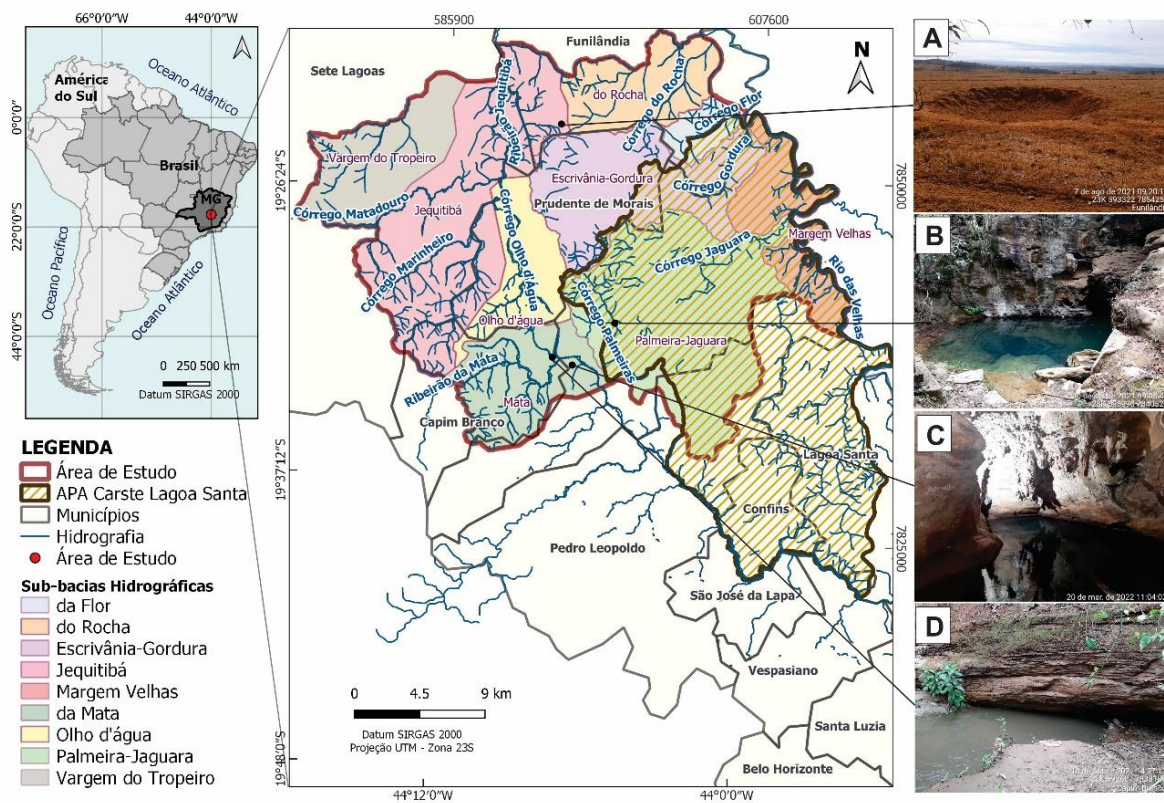 66°0'0"W
44°0'0"W
América
do Sul
Oceano Atlântico
0°0'0"
Brasil
MG
22°0'0"S
Oceano Pacífico
Oceano Atlântico
44°0'0"S
0 250 500 km
Datum SIRGAS 2000
LEGENDA
Área de Estudo
APA Carste Lagoa Santa
Municípios
Hidrografia
Área de Estudo
Sub-bacias Hidrográficas
da Flor
do Rocha
Escrivânia-Gordura
Jequitibá
Margem Velhas
da Mata
Olho d'água
Palmeira-Jaguara
Vargem do Tropeiro
585900
607600
Funilândia
N
Sete Lagoas
Ribeirão Jequitibá
do Rocha
Córrego do Rocha
Córrego Flor
Vargem do Tropeiro
Córrego Gordura
19°26'24"S
7850000
Escrivânia-Gordura
Prudente de Morais
Córrego Matadouro
Jequitibá
Córrego Olho d'Água
Córrego Marinheiro
Córrego Jaguara
Margem Velhas
Rio das Velhas
Olho d'água
Córrego Palmeiras
Palmeira-Jaguara
Ribeirão da Mata
Mata
Capim Branco
19°37'12"S
Lagoa Santa
Confins
Pedro Leopoldo
7825000
São José da Lapa
Vespasiano
Santa Luzia
Belo Horizonte
0 4.5 9 km
Datum SIRGAS 2000
Projeção UTM - Zona 23S
19°48'0"S
44°12'0"W
44°0'0"W
A
7 de ago de 2021 09:20:1
Funilândi
B
C
20 de mar. de 2022 11:04:02
D